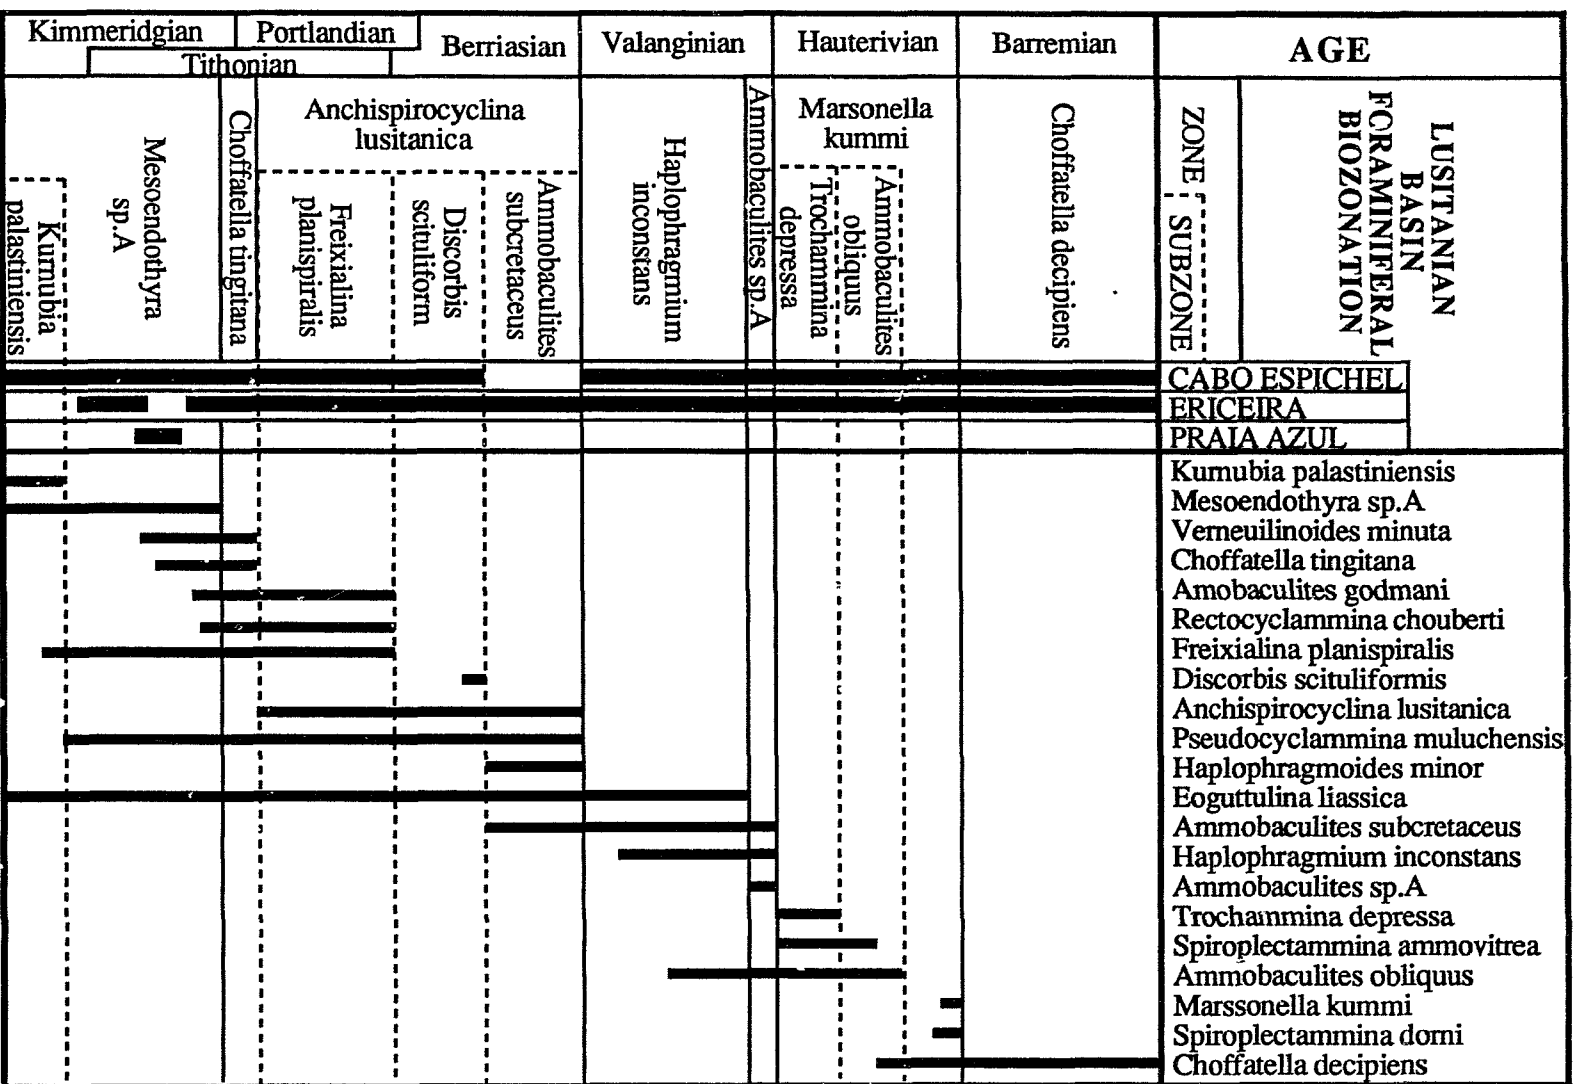 Kimmeridgian
Portlandian
Berriasian
Valanginian
Hauterivian
Barremian
AGE
Tithonian
Kurnubia
palastiniensis
Mesoendothyra
sp.A
Choffatella tingitana
Anchispirocyclina
lusitanica
Freixialina
planispiralis
Discorbis
scituliform
Ammobaculites
subcretaceus
Haplophragmium
inconstans
Ammobaculites sp.A
Marsonella
kummi
Trochammina
depressa
Ammobaculites
obliquus
Choffatella decipiens
ZONE
SUBZONE
LUSITANIAN
BASIN
FORAMINIFERAL
BIOZONATION
CABO ESPICHEL
ERICEIRA
PRAIA AZUL
Kurnubia palastiniensis
Mesoendothyra sp.A
Verneuilinoides minuta
Choffatella tingitana
Amobaculites godmani
Rectocyclammina chouberti
Freixialina planispiralis
Discorbis scituliformis
Anchispirocyclina lusitanica
Pseudocyclammina muluchensis
Haplophragmoides minor
Eoguttulina liassica
Ammobaculites subcretaceus
Haplophragmium inconstans
Ammobaculites sp.A
Trochammina depressa
Spiroplectammina ammovitrea
Ammobaculites obliquus
Marssonella kummi
Spiroplectammina dorni
Choffatella decipiens